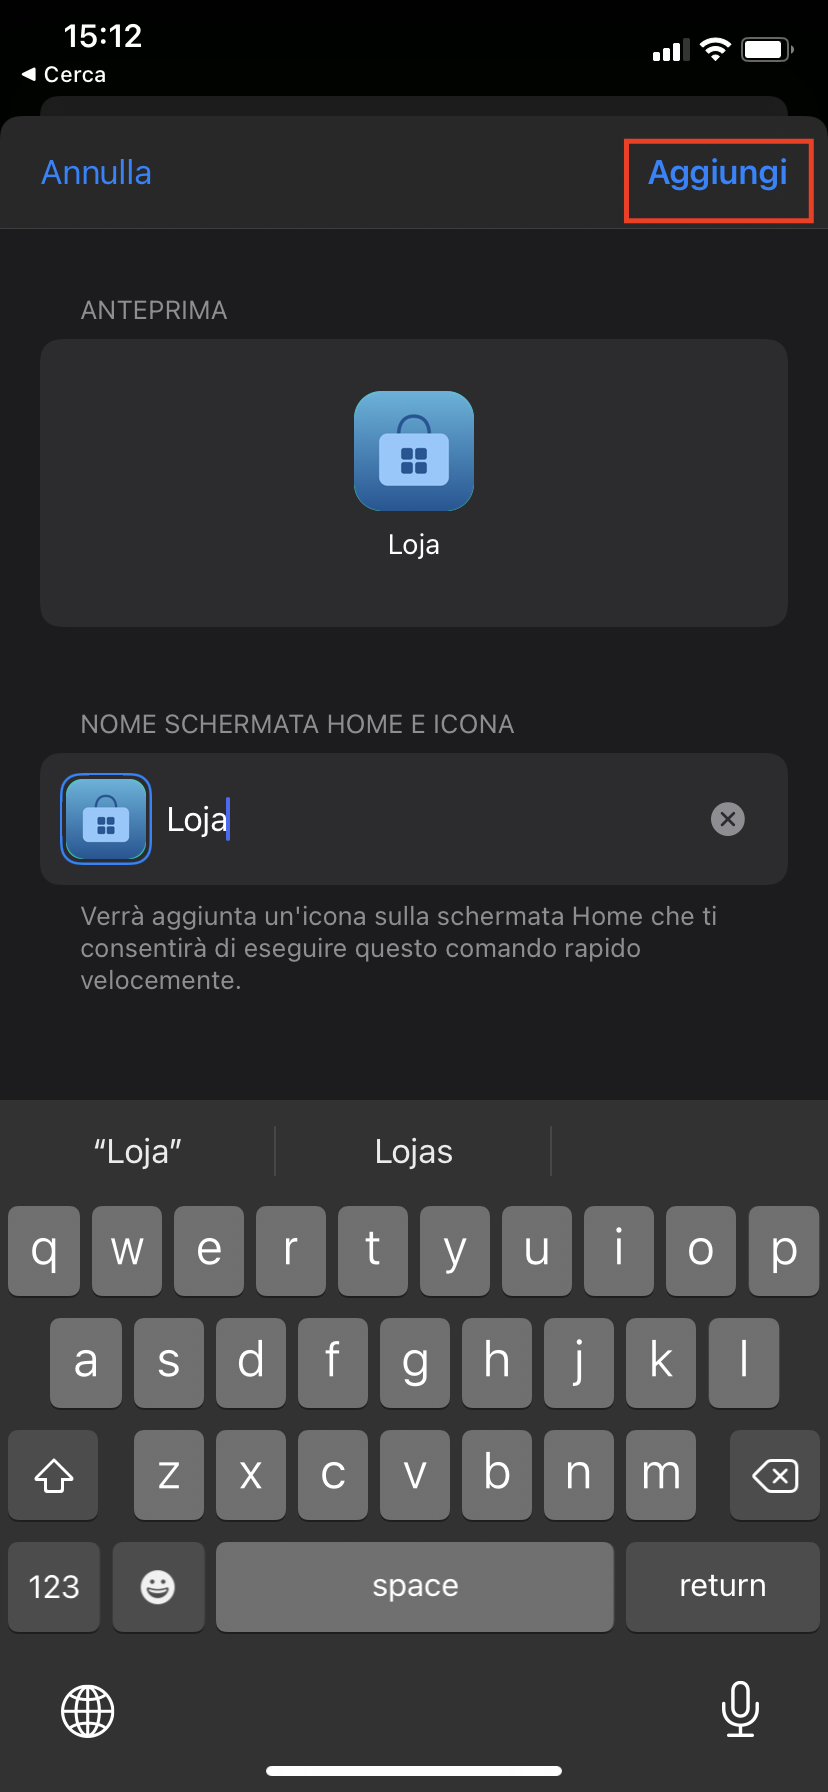 15:12
◀ Cerca
Annulla
Aggiungi
ANTEPRIMA
Loja
NOME SCHERMATA HOME E ICONA
Loja
Verrà aggiunta un'icona sulla schermata Home che ti
consentirà di eseguire questo comando rapido
velocemente.
“Loja” Lojas
q w e r t y u i o p
a s d f g h j k l
z x c v b n m
123 space return